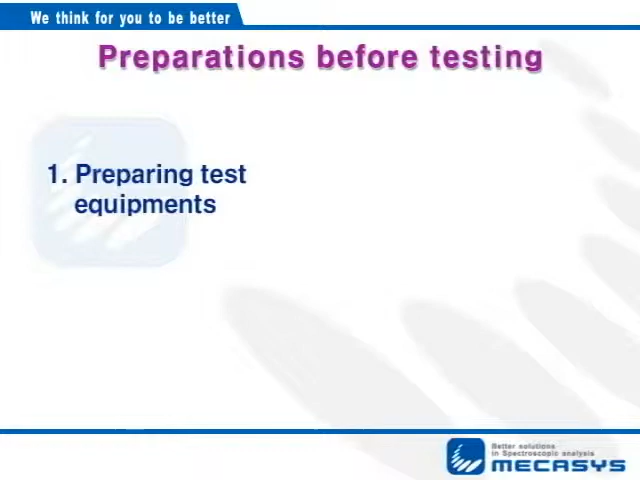 We think for you to be better
Preparations before testing
1. Preparing test
equipments
Better solutions
in Spectroscopic analysis
MECASYS